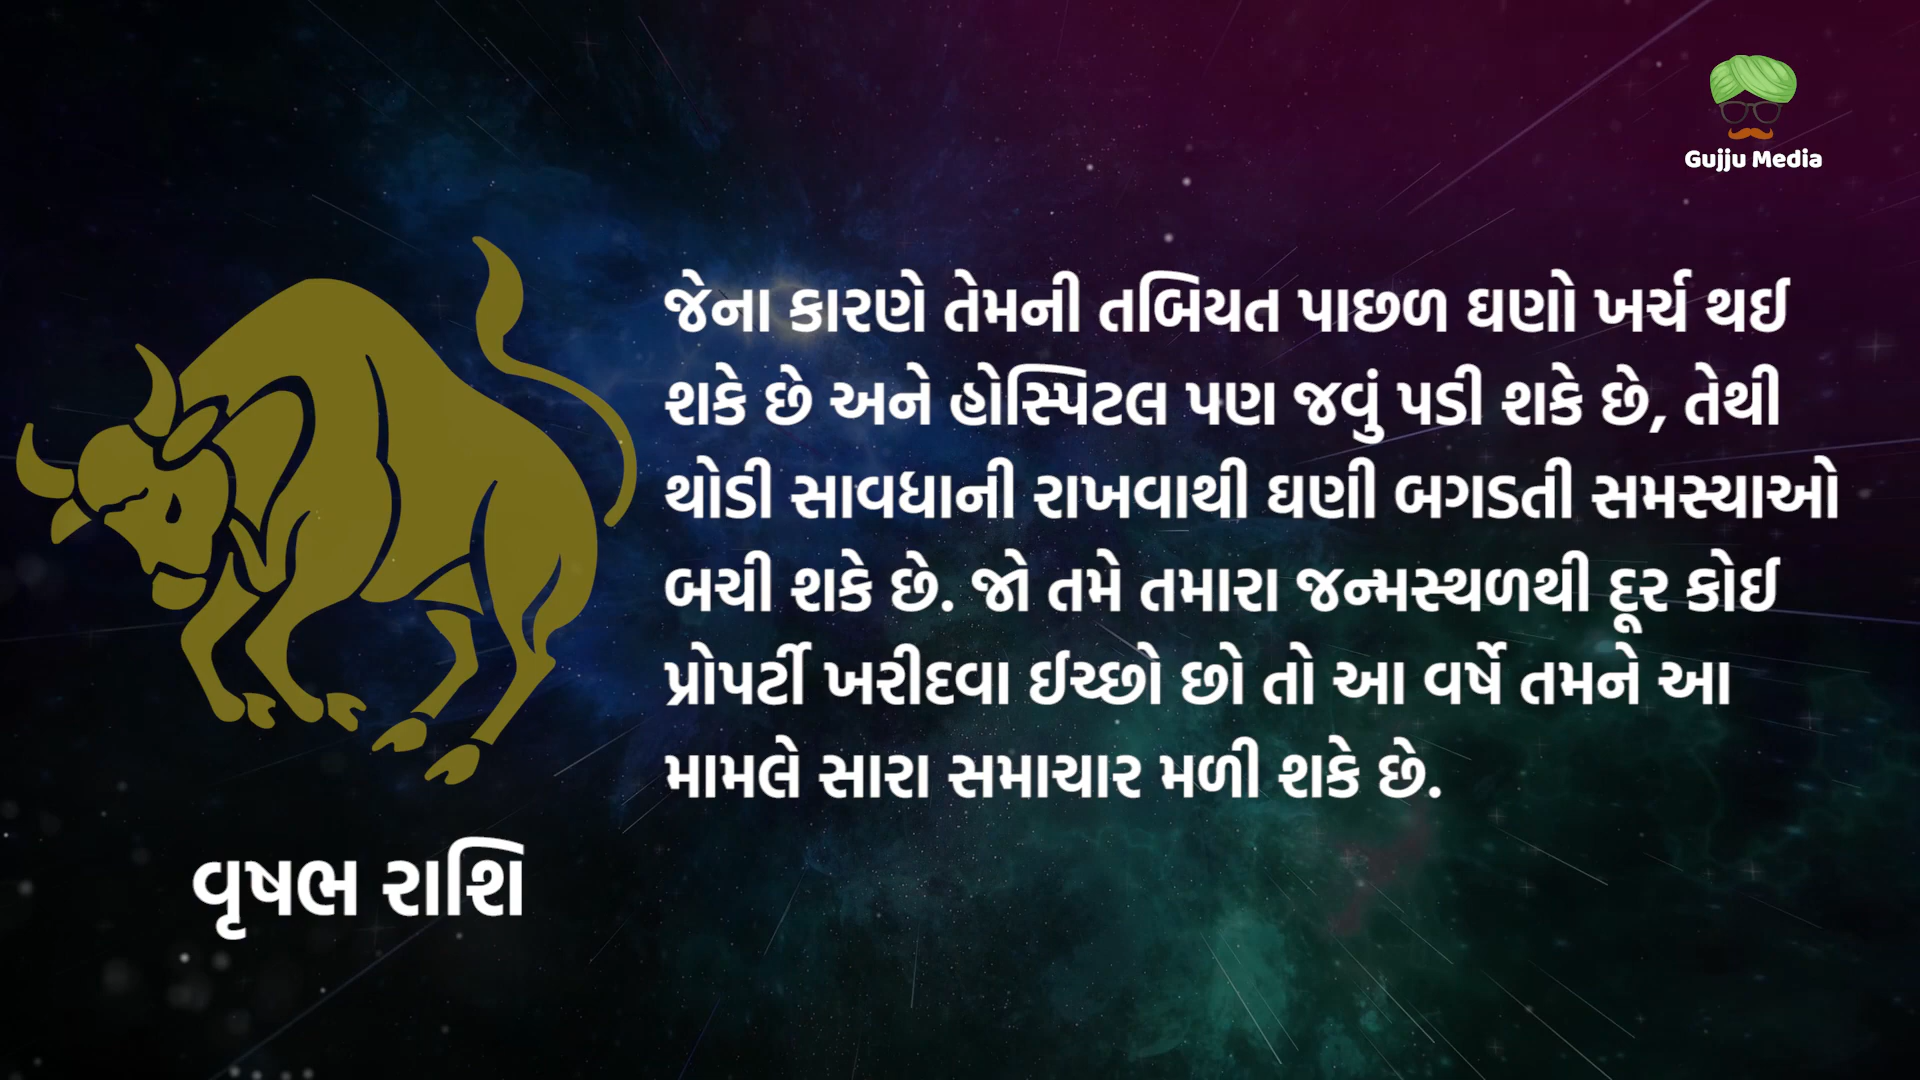 Gujju Media
જેના કારણે તેમની તબિયત પાછળ ઘણો ખર્ચ થઈ
શકે છે અને હોસ્પિટલ પણ જવું પડી શકે છે, તેથી
થોડી સાવધાની રાખવાથી ઘણી બગડતી સમસ્યાઓ
બચી શકે છે. જો તમે તમારા જન્મસ્થળથી દૂર કોઈ
પ્રોપર્ટી ખરીદવા ઈચ્છો છો તો આ વર્ષે તમને આ
મામલે સારા સમાચાર મળી શકે છે.
વૃષભ રાશિ